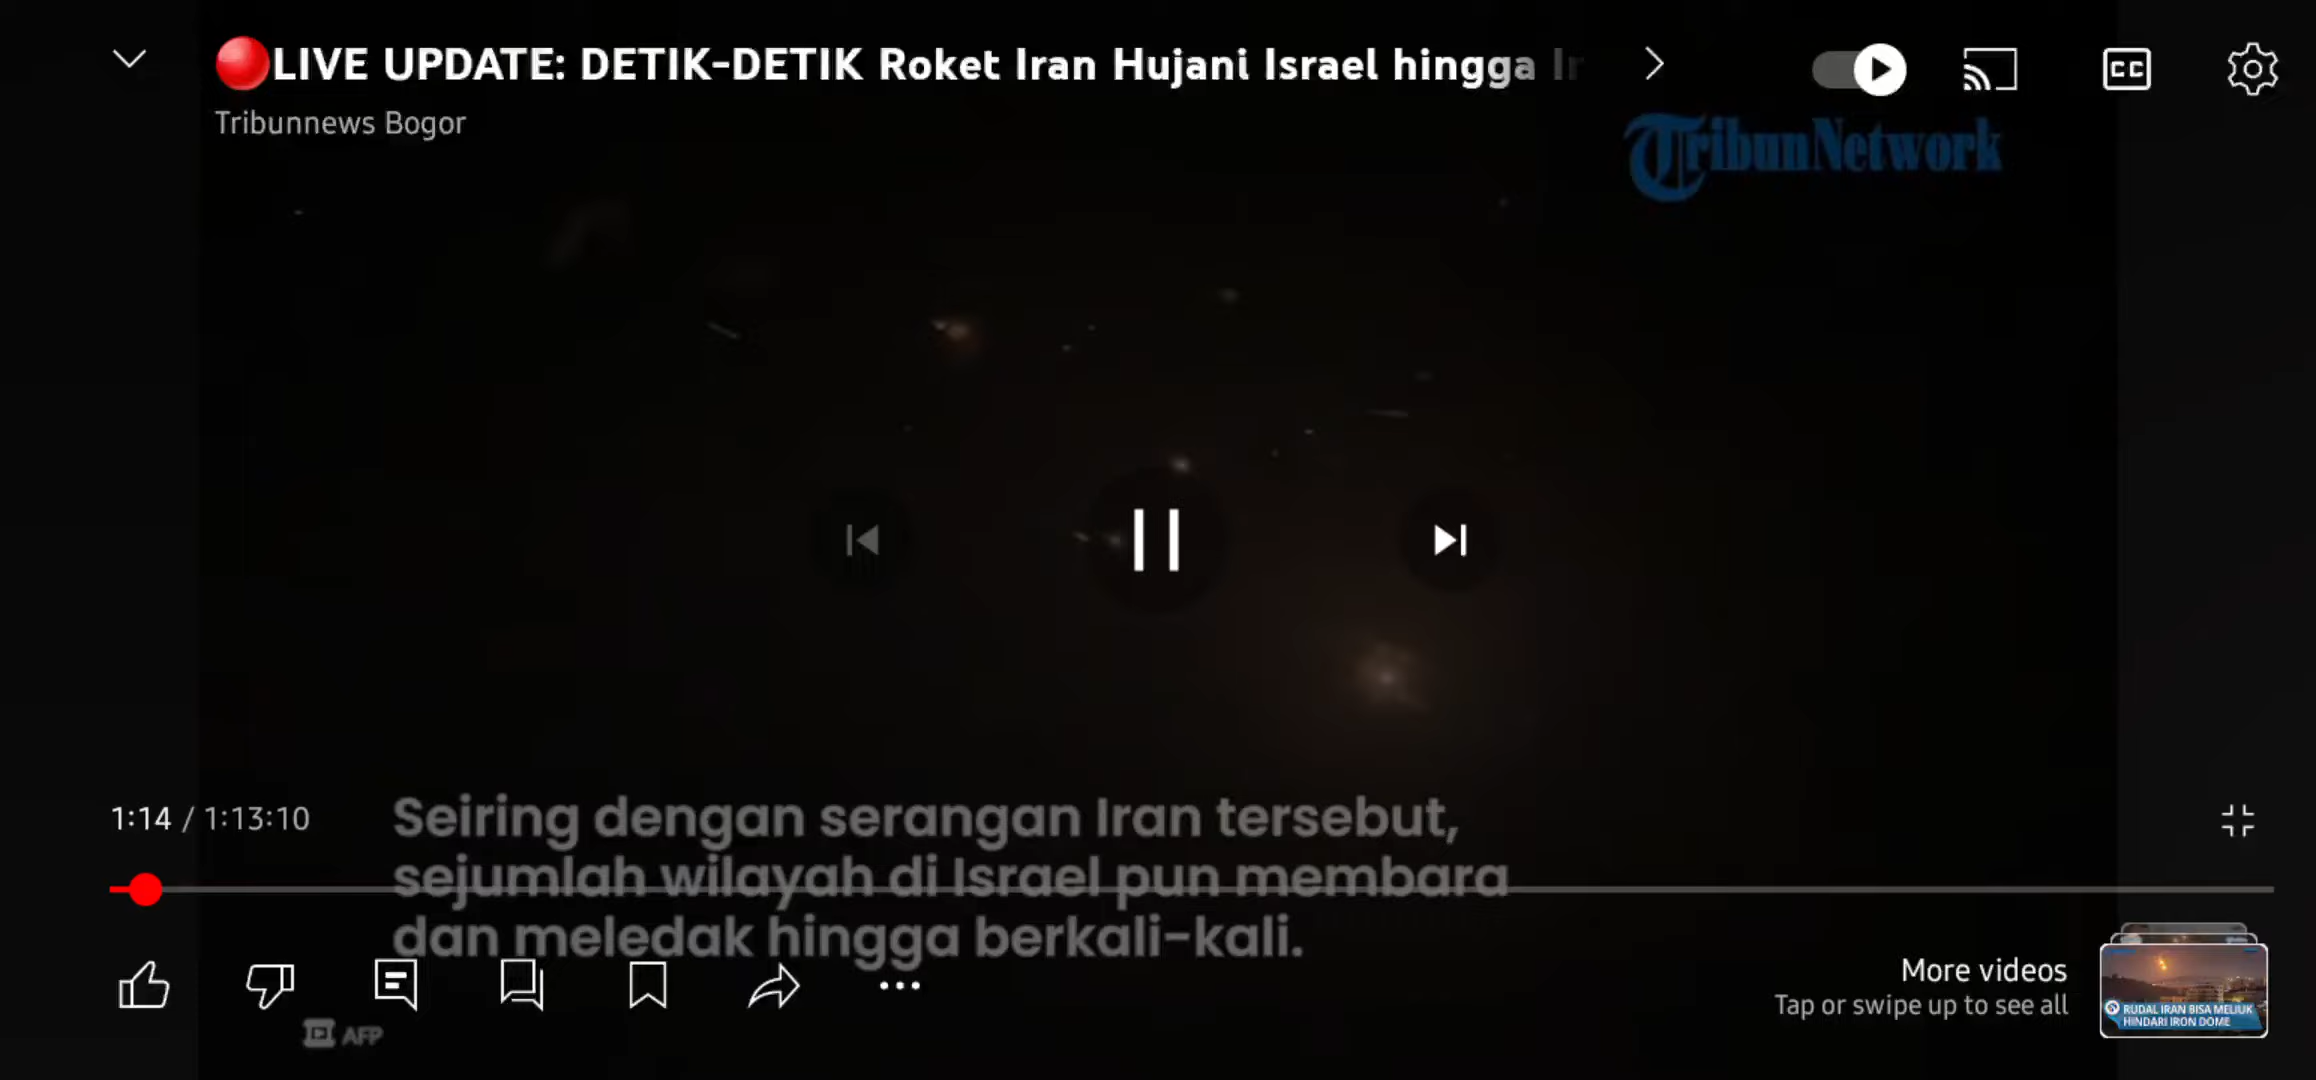 🔴LIVE UPDATE: DETIK-DETIK Roket Iran Hujani Israel hingga Ir
Tribunnews Bogor
CC
TribunNetwork
1:14 / 1:13:10
Seiring dengan serangan Iran tersebut,
sejumlah wilayah di Israel pun membara
dan meledak hingga berkali-kali.
More videos
Tap or swipe up to see all
RUDAL IRAN BISA MELIUK
HINDARI IRON DOME
AFP